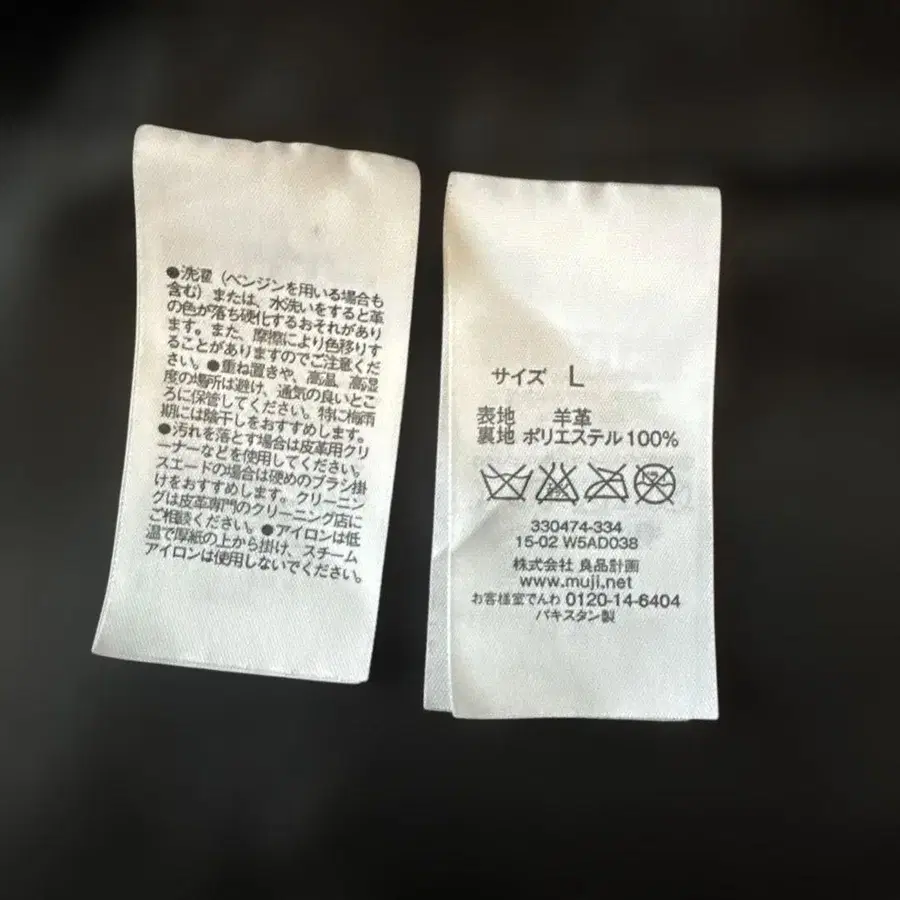 ●洗濯（ベンジンを用いる場合も
含む）または、水洗いをすると革
の色が落ち硬化するおそれがあり
ます。また、摩擦により色移りす
ることがありますのでご注意くだ
さい。●重ね置きや、高温　高湿
度の場所は避け、通気の良いとこ
ろに保管してください。特に梅雨
期には陰干しをおすすめします。
●汚れを落とす場合は皮革用クリ
ーナーなどを使用してください。
スエードの場合は硬めのブラシ掛
けをおすすめします。クリーニン
グは皮革専門のクリーニング店に
ご相談ください。●アイロンは低
温で厚紙の上から掛け、スチーム
アイロンは使用しないでください。
サイズ L
表地 羊革
裏地 ポリエステル100%
330474-334
15-02 W5AD038
株式会社 良品計画
www.muji.net
お客様室でんわ 0120-14-6404
パキスタン製